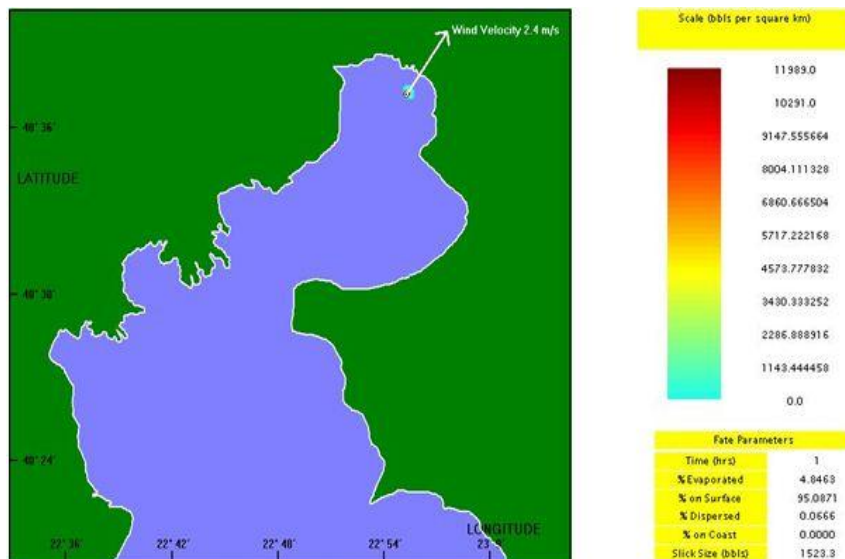 Wind Velocity 2.4 m/s
40° 36'
LATITUDE
40° 30'
40° 24'
LONGITUDE
22° 36'
22° 42'
22° 48'
22° 54'
Scale (bbls per square km)
11989.0
10291.0
9147.555664
8004.111328
6860.666504
5717.222168
4573.777832
3430.333252
2286.888916
1143.444458
0.0
Fate Parameters
Time (hrs) 1
% Evaporated 4.8463
% on Surface 95.0871
% Dispersed 0.0666
% on Coast 0.0000
Slick Size (bbls) 1523.3